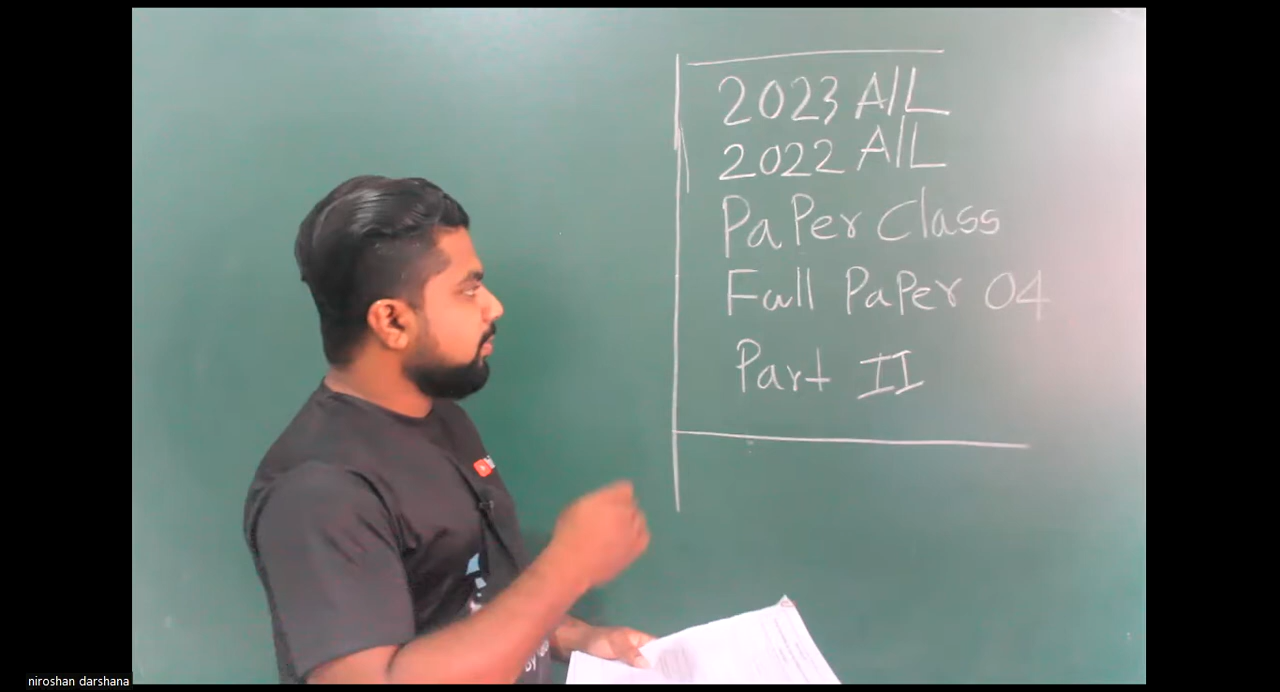 2023 A/L
2022 A/L
PaPer class
Full PaPer 04
Part II
niroshan darshana